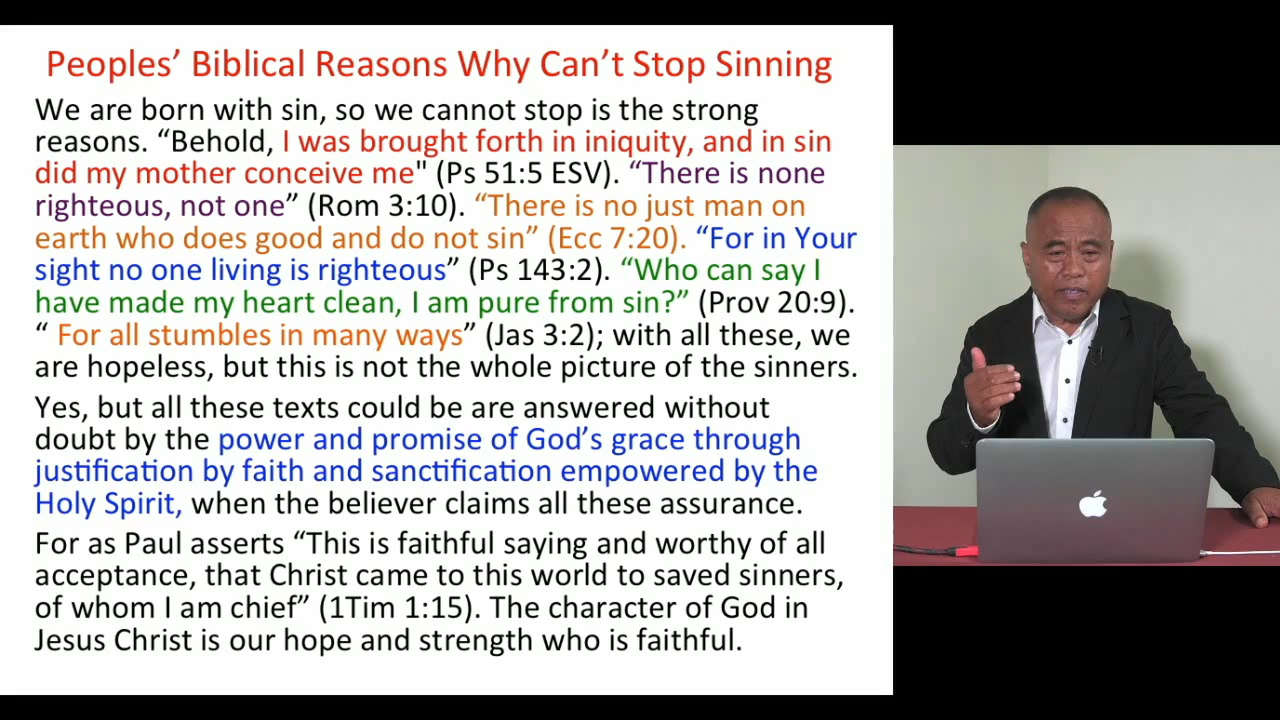 Peoples’ Biblical Reasons Why Can’t Stop Sinning
We are born with sin, so we cannot stop is the strong
reasons. “Behold, I was brought forth in iniquity, and in sin
did my mother conceive me" (Ps 51:5 ESV). “There is none
righteous, not one” (Rom 3:10). “There is no just man on
earth who does good and do not sin” (Ecc 7:20). “For in Your
sight no one living is righteous” (Ps 143:2). “Who can say I
have made my heart clean, I am pure from sin?” (Prov 20:9).
“ For all stumbles in many ways” (Jas 3:2); with all these, we
are hopeless, but this is not the whole picture of the sinners.
Yes, but all these texts could be are answered without
doubt by the power and promise of God’s grace through
justification by faith and sanctification empowered by the
Holy Spirit, when the believer claims all these assurance.
For as Paul asserts “This is faithful saying and worthy of all
acceptance, that Christ came to this world to saved sinners,
of whom I am chief” (1Tim 1:15). The character of God in
Jesus Christ is our hope and strength who is faithful.